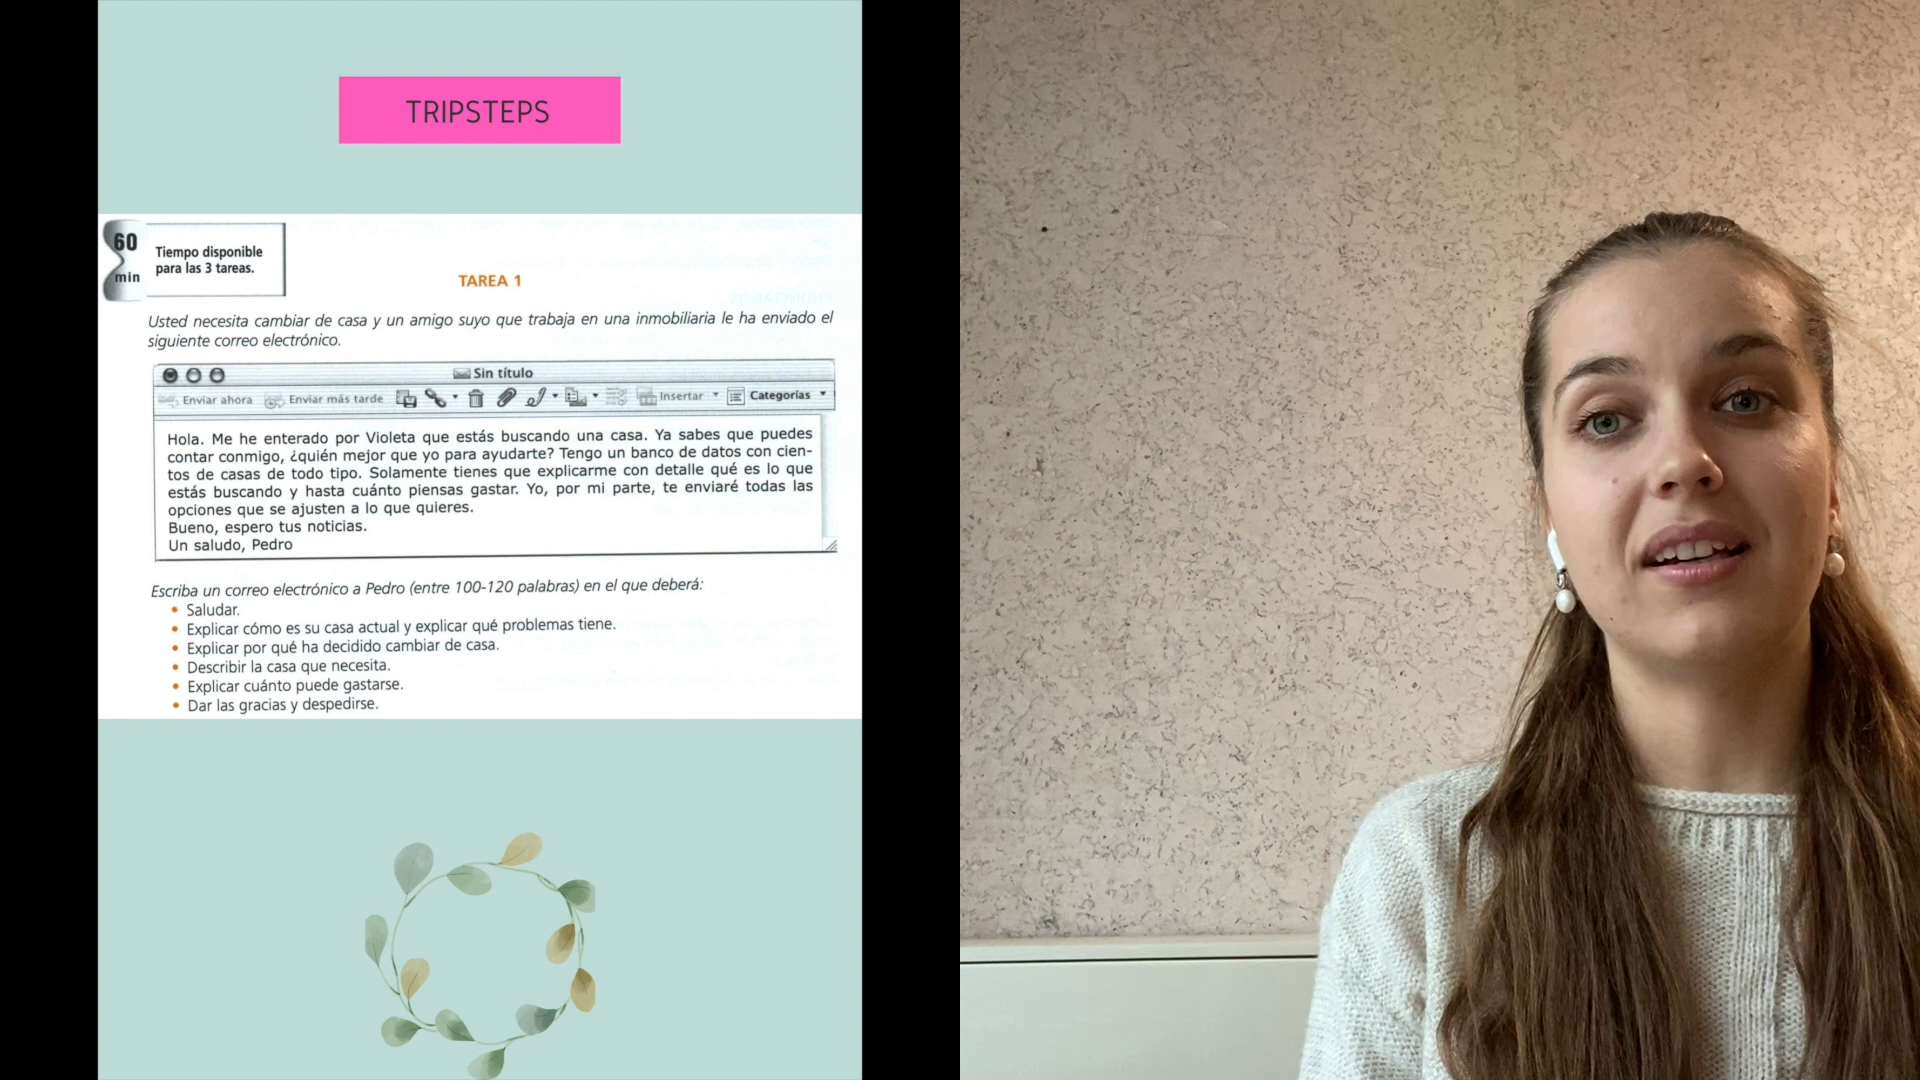 TRIPSTEPS
60
min
Tiempo disponible
para las 3 tareas.
TAREA 1
Usted necesita cambiar de casa y un amigo suyo que trabaja en una inmobiliaria le ha enviado el
siguiente correo electrónico.
Sin título
Enviar ahora Enviar más tarde Insertar Categorías
Hola. Me he enterado por Violeta que estás buscando una casa. Ya sabes que puedes
contar conmigo, ¿quién mejor que yo para ayudarte? Tengo un banco de datos con cien-
tos de casas de todo tipo. Solamente tienes que explicarme con detalle qué es lo que
estás buscando y hasta cuánto piensas gastar. Yo, por mi parte, te enviaré todas las
opciones que se ajusten a lo que quieres.
Bueno, espero tus noticias.
Un saludo, Pedro
Escriba un correo electrónico a Pedro (entre 100-120 palabras) en el que deberá:
• Saludar.
• Explicar cómo es su casa actual y explicar qué problemas tiene.
• Explicar por qué ha decidido cambiar de casa.
• Describir la casa que necesita.
• Explicar cuánto puede gastarse.
• Dar las gracias y despedirse.